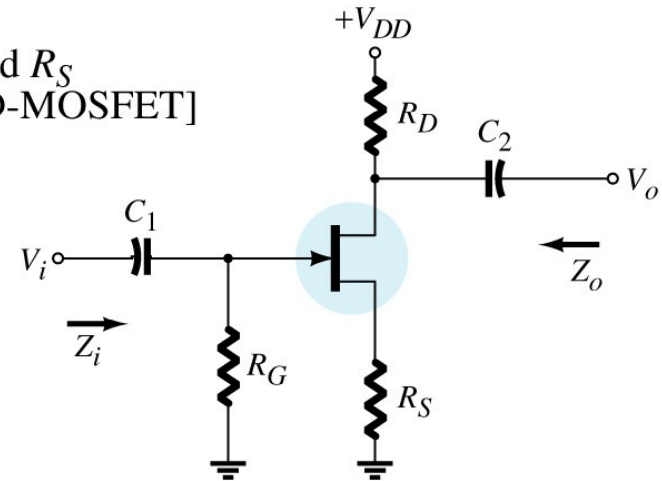 +V_DD
d R_S
D-MOSFET]
R_D
C_2
V_o
C_1
V_i
Z_o
Z_i
R_G
R_S